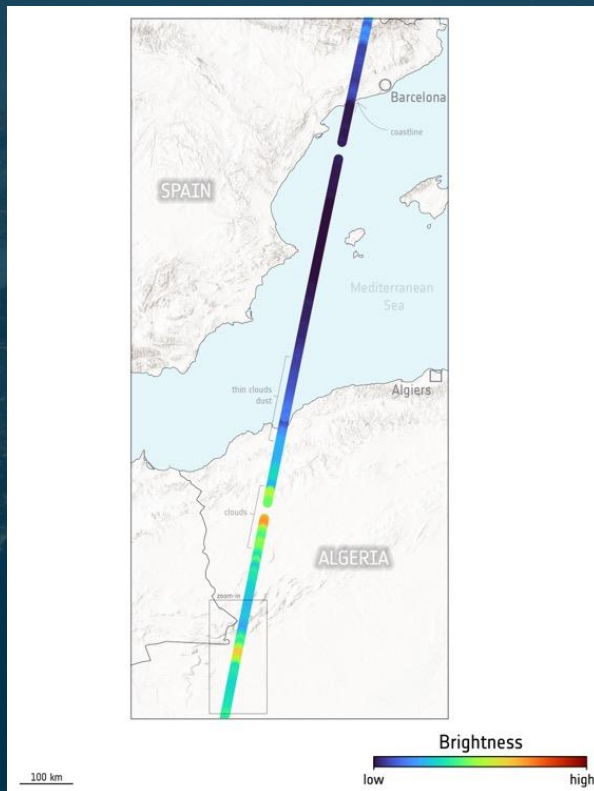 Barcelona
coastline
SPAIN
Mediterranean
Sea
thin clouds
dust
Algiers
clouds
ALGERIA
zoom-in
Brightness
100 km
low
high